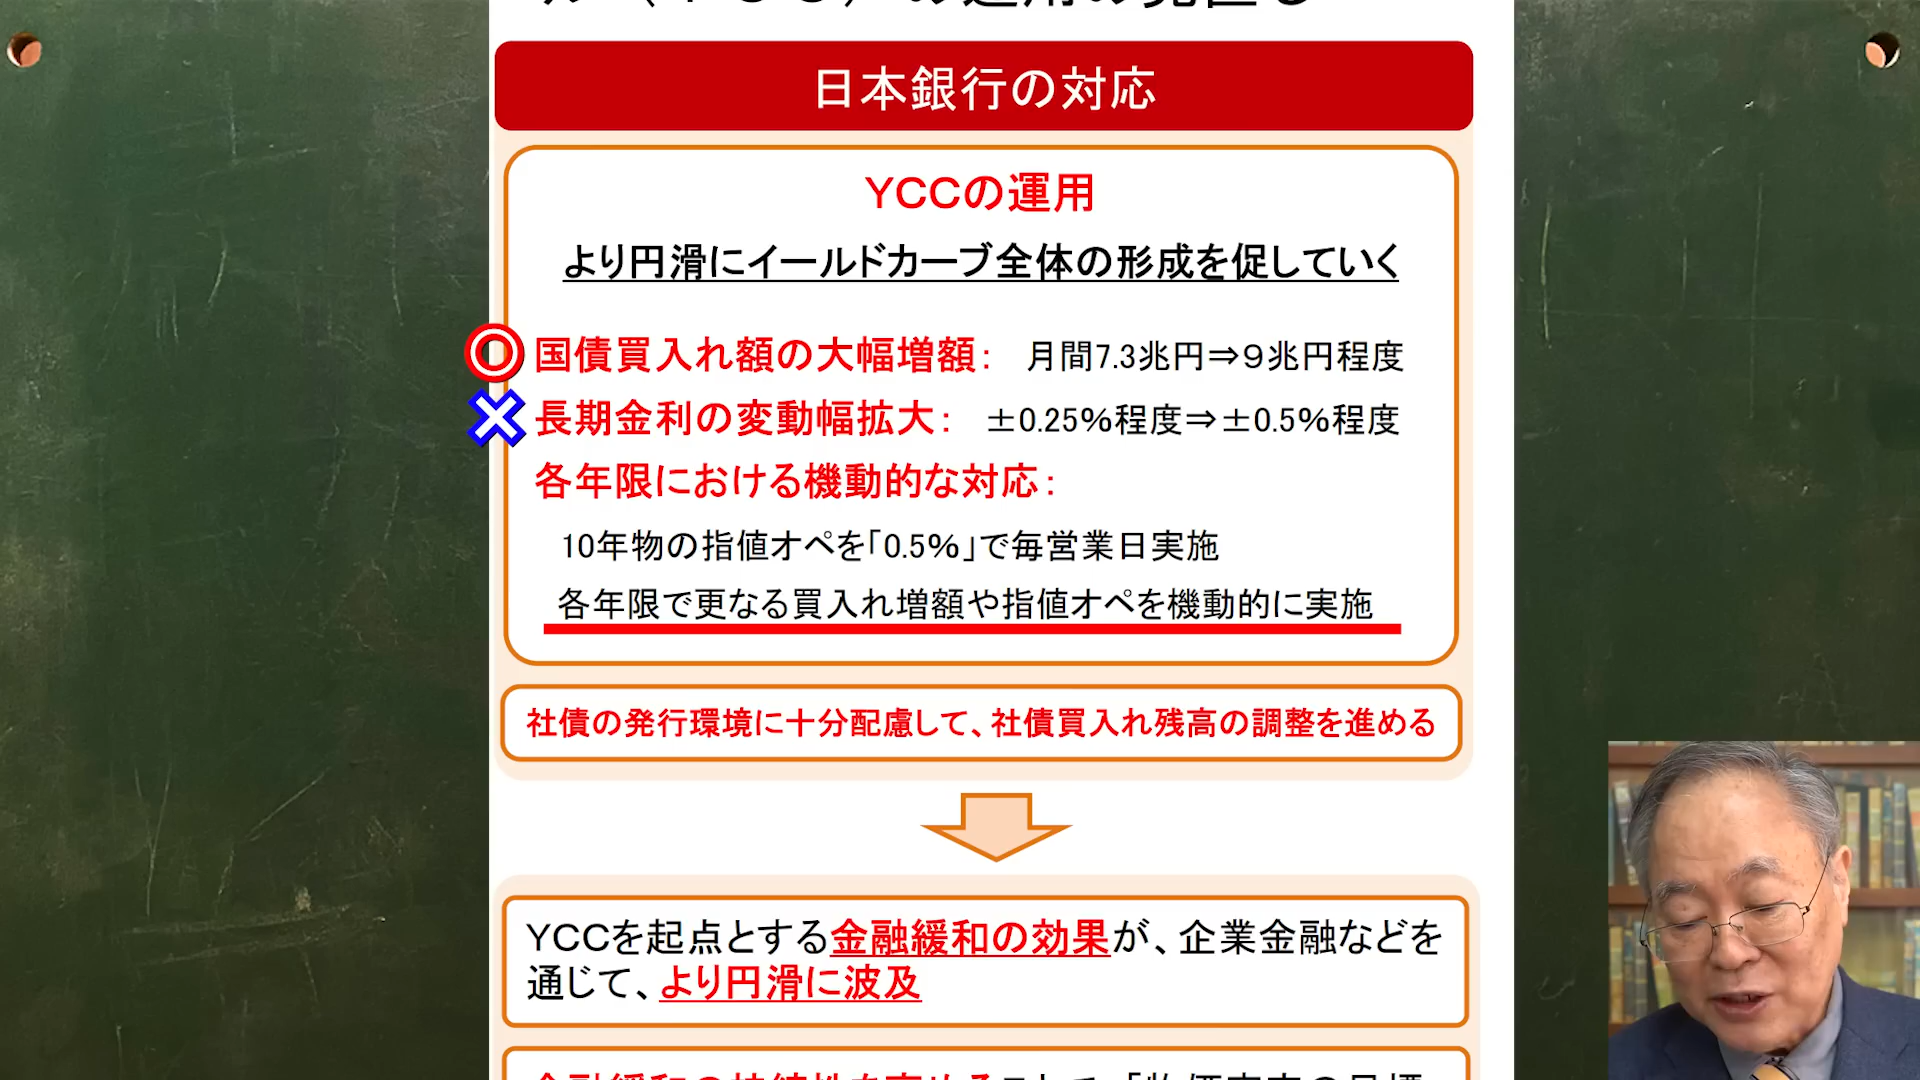 日本銀行の対応
YCCの運用
より円滑にイールドカーブ全体の形成を促していく
国債買入れ額の大幅増額： 月間7.3兆円⇒９兆円程度
長期金利の変動幅拡大： ±0.25%程度⇒±0.5%程度
各年限における機動的な対応：
10年物の指値オペを「0.5%」で毎営業日実施
各年限で更なる買入れ増額や指値オペを機動的に実施
社債の発行環境に十分配慮して、社債買入れ残高の調整を進める
YCCを起点とする金融緩和の効果が、企業金融などを
通じて、より円滑に波及